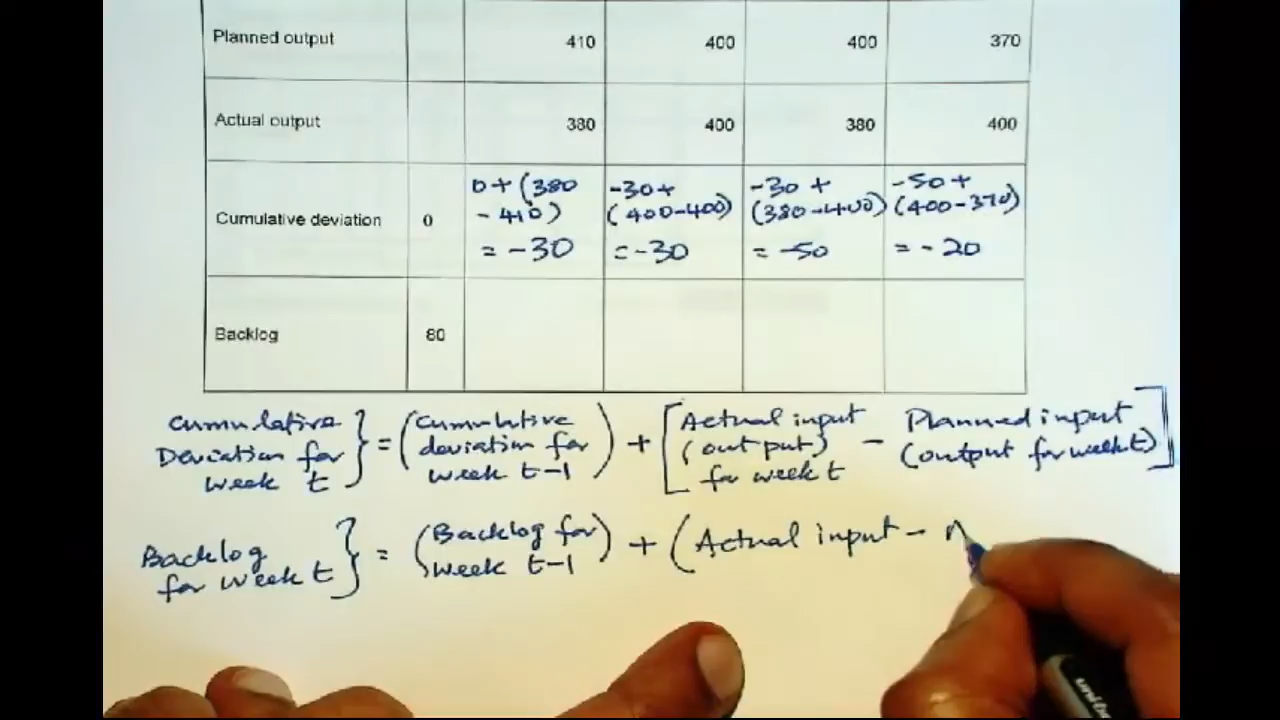 Planned output 410 400 400 370
Actual output 380 400 380 400
Cumulative deviation 0
0+(380
- 410)
= -30
-30+
(400-400)
= -30
-30 +
(380-400)
= -50
-50 +
(400-370)
= -20
Backlog 80
Cumulative
Deviation for
week t
} =
(Cumulative
deviation for
week t-1)
+
[Actual input
(output)
for week t
-
Planned input
(output for week t)]
Backlog
for week t
} =
(Backlog for
week t-1)
+ (Actual input -
uni